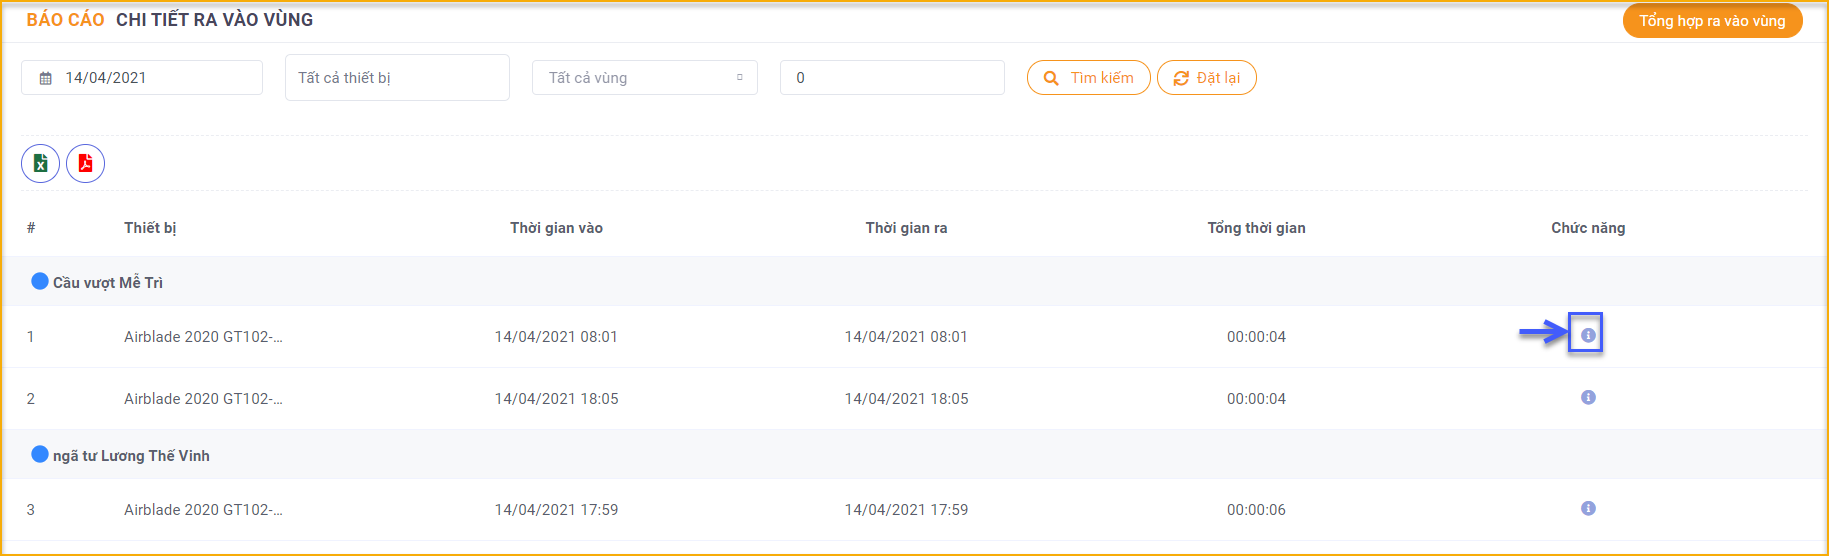 BÁO CÁO CHI TIẾT RA VÀO VÙNG
Tổng hợp ra vào vùng
14/04/2021 Tất cả thiết bị Tất cả vùng 0 Tìm kiếm Đặt lại
# Thiết bị Thời gian vào Thời gian ra Tổng thời gian Chức năng
Cầu vượt Mễ Trì
1 Airblade 2020 GT102-... 14/04/2021 08:01 14/04/2021 08:01 00:00:04
2 Airblade 2020 GT102-... 14/04/2021 18:05 14/04/2021 18:05 00:00:04
ngã tư Lương Thế Vinh
3 Airblade 2020 GT102-... 14/04/2021 17:59 14/04/2021 17:59 00:00:06